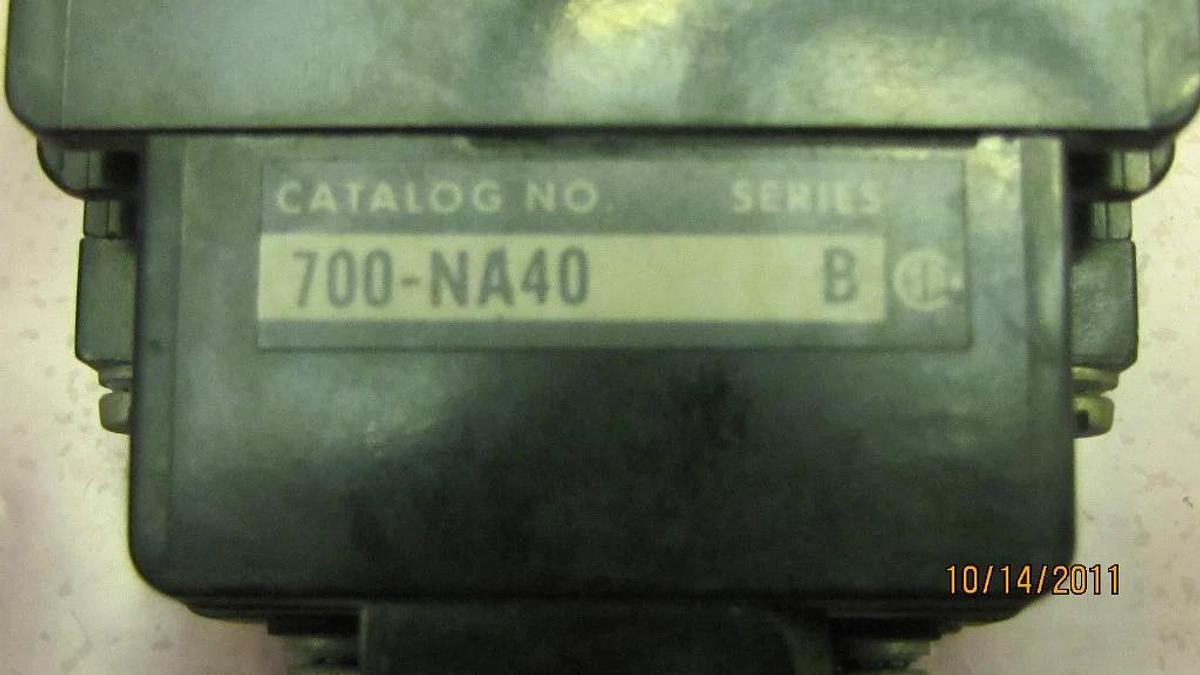 CATALOG NO. SERIES
700-NA40 B
10/14/2011